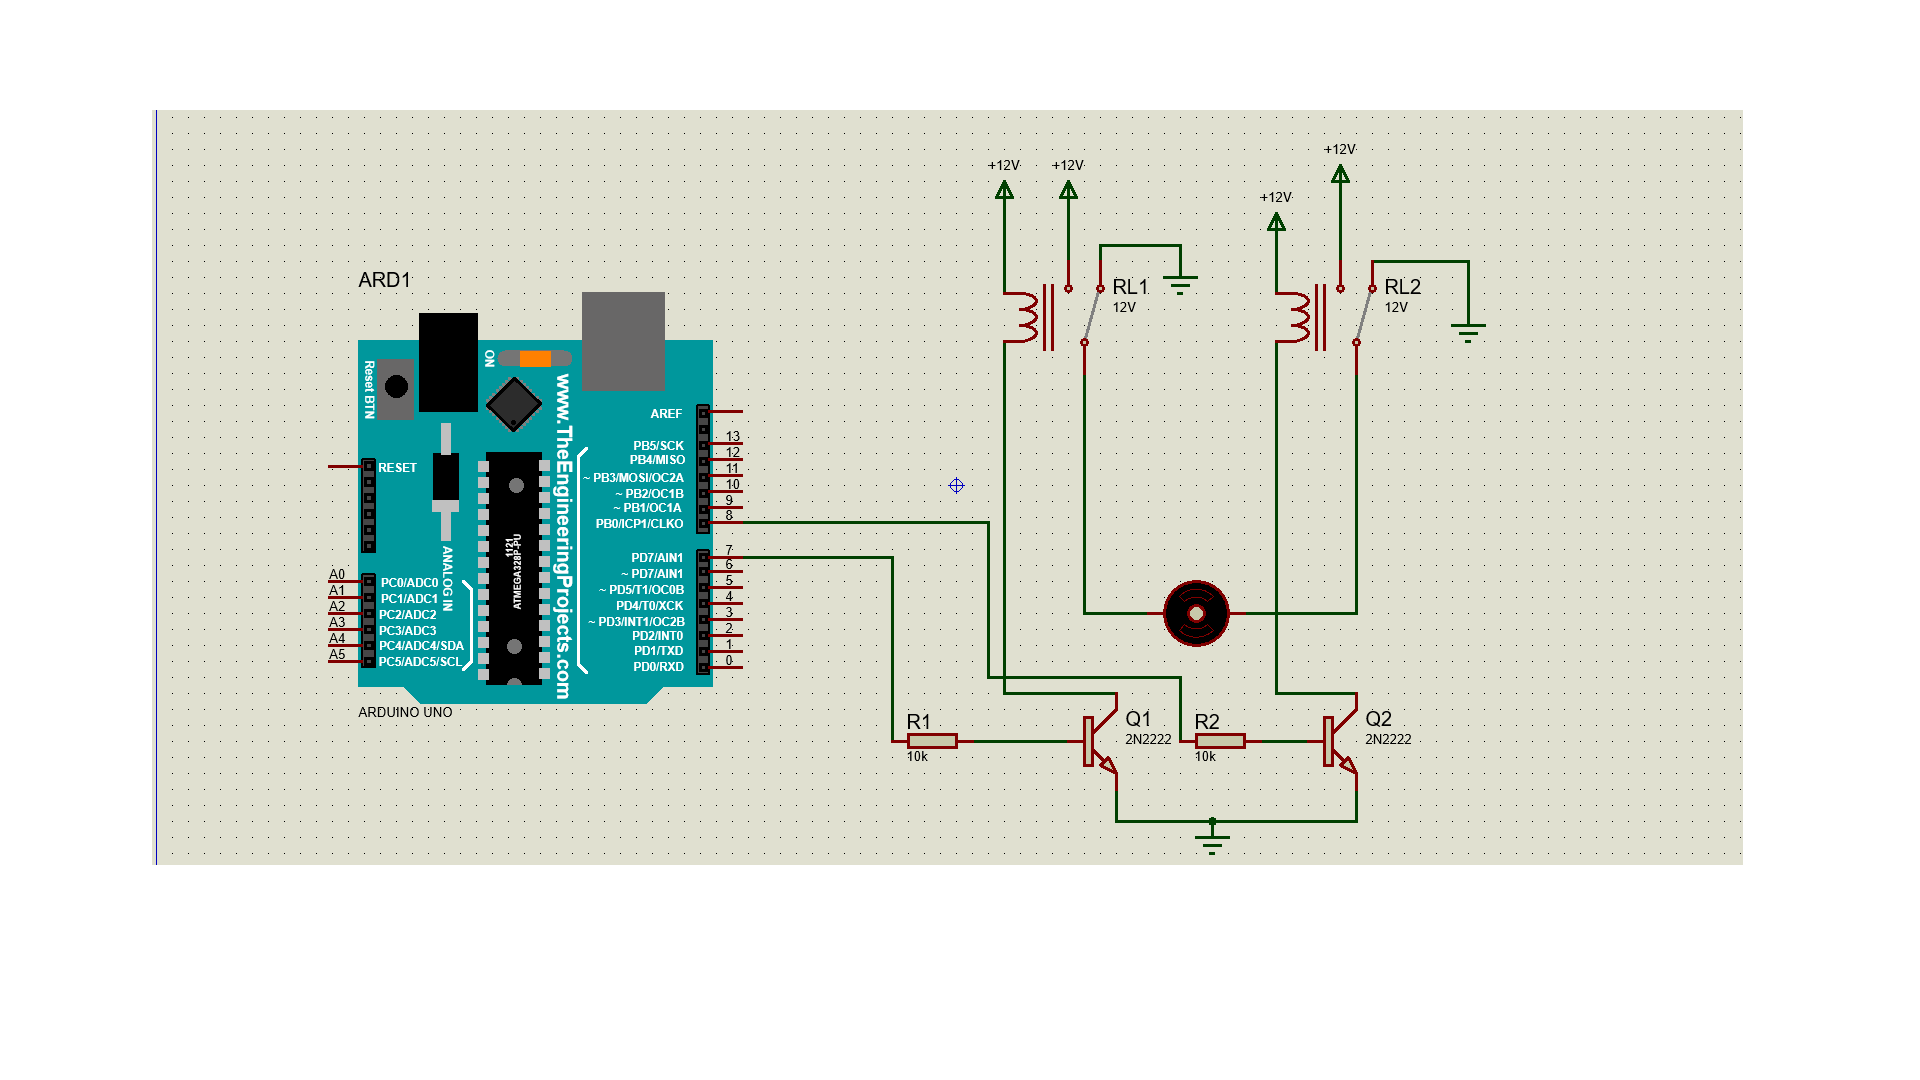 +12V
+12V
+12V
+12V
ARD1
RL1
12V
RL2
12V
Reset BTN
ON
www.TheEngineeringProjects.com
AREF
PB5/SCK
13
PB4/MISO
12
~ PB3/MOSI/OC2A
11
~ PB2/OC1B
10
~ PB1/OC1A
9
PB0/ICP1/CLKO
8
RESET
1121
ATMEGA328P-PU
ANALOG IN
PD7/AIN1
7
~ PD7/AIN1
6
~ PD5/T1/OC0B
5
PD4/T0/XCK
4
~ PD3/INT1/OC2B
3
PD2/INT0
2
PD1/TXD
1
PD0/RXD
0
A0
PC0/ADC0
A1
PC1/ADC1
A2
PC2/ADC2
A3
PC3/ADC3
A4
PC4/ADC4/SDA
A5
PC5/ADC5/SCL
ARDUINO UNO
R1
10k
Q1
2N2222
R2
10k
Q2
2N2222